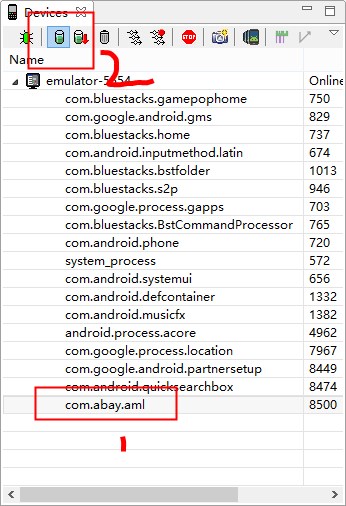 Devices
2
Name
emulator-5554 Online
com.bluestacks.gamepophome 750
com.google.android.gms 829
com.bluestacks.home 737
com.android.inputmethod.latin 674
com.bluestacks.bstfolder 1013
com.bluestacks.s2p 946
com.google.process.gapps 703
com.bluestacks.BstCommandProcessor 765
com.android.phone 720
system_process 572
com.android.systemui 656
com.android.defcontainer 1332
com.android.musicfx 1382
android.process.acore 4962
com.google.process.location 7967
com.google.android.partnersetup 8449
com.android.quicksearchbox 8474
com.abay.aml 8500
1